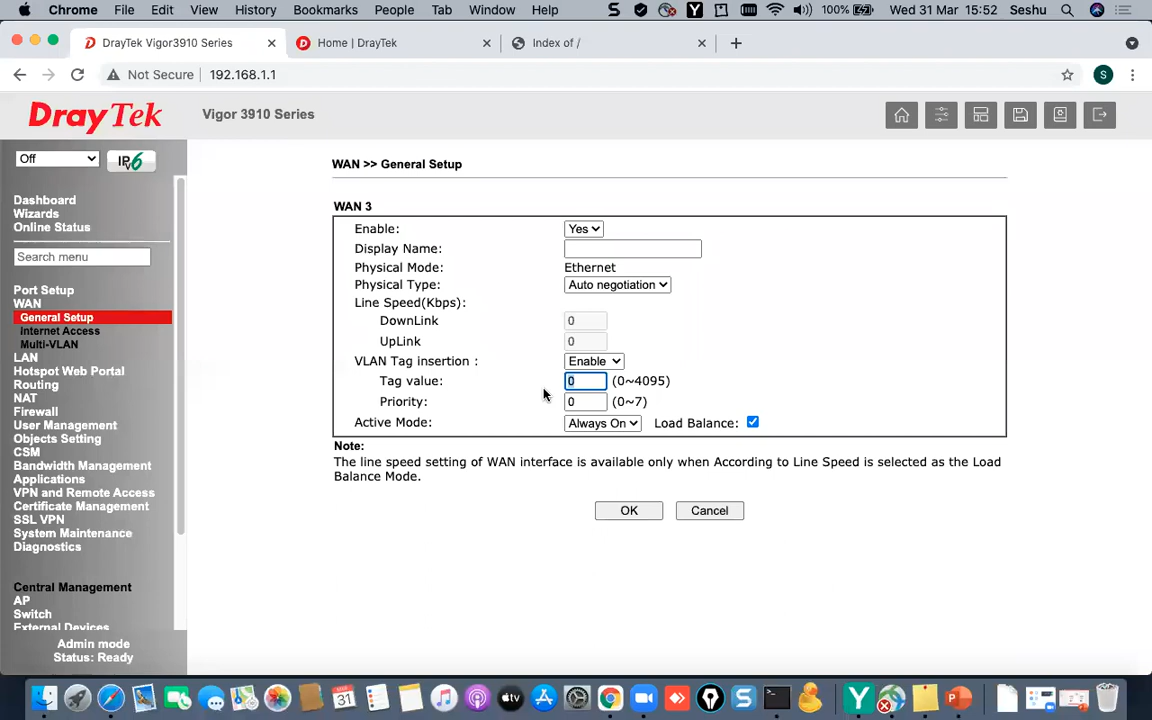 Chrome File Edit View History Bookmarks People Tab Window Help 100% Wed 31 Mar 15:52 Seshu
DrayTek Vigor3910 Series Home | DrayTek Index of /
Not Secure 192.168.1.1 S
DrayTek Vigor 3910 Series
Off IPv6
Dashboard
Wizards
Online Status
Search menu
Port Setup
WAN
General Setup
Internet Access
Multi-VLAN
LAN
Hotspot Web Portal
Routing
NAT
Firewall
User Management
Objects Setting
CSM
Bandwidth Management
Applications
VPN and Remote Access
Certificate Management
SSL VPN
System Maintenance
Diagnostics
Central Management
AP
Switch
External Devices
Admin mode
Status: Ready
WAN >> General Setup
WAN 3
Enable: Yes
Display Name:
Physical Mode: Ethernet
Physical Type: Auto negotiation
Line Speed(Kbps):
DownLink 0
UpLink 0
VLAN Tag insertion : Enable
Tag value: 0 (0~4095)
Priority: 0 (0~7)
Active Mode: Always On Load Balance:
Note:
The line speed setting of WAN interface is available only when According to Line Speed is selected as the Load
Balance Mode.
OK Cancel